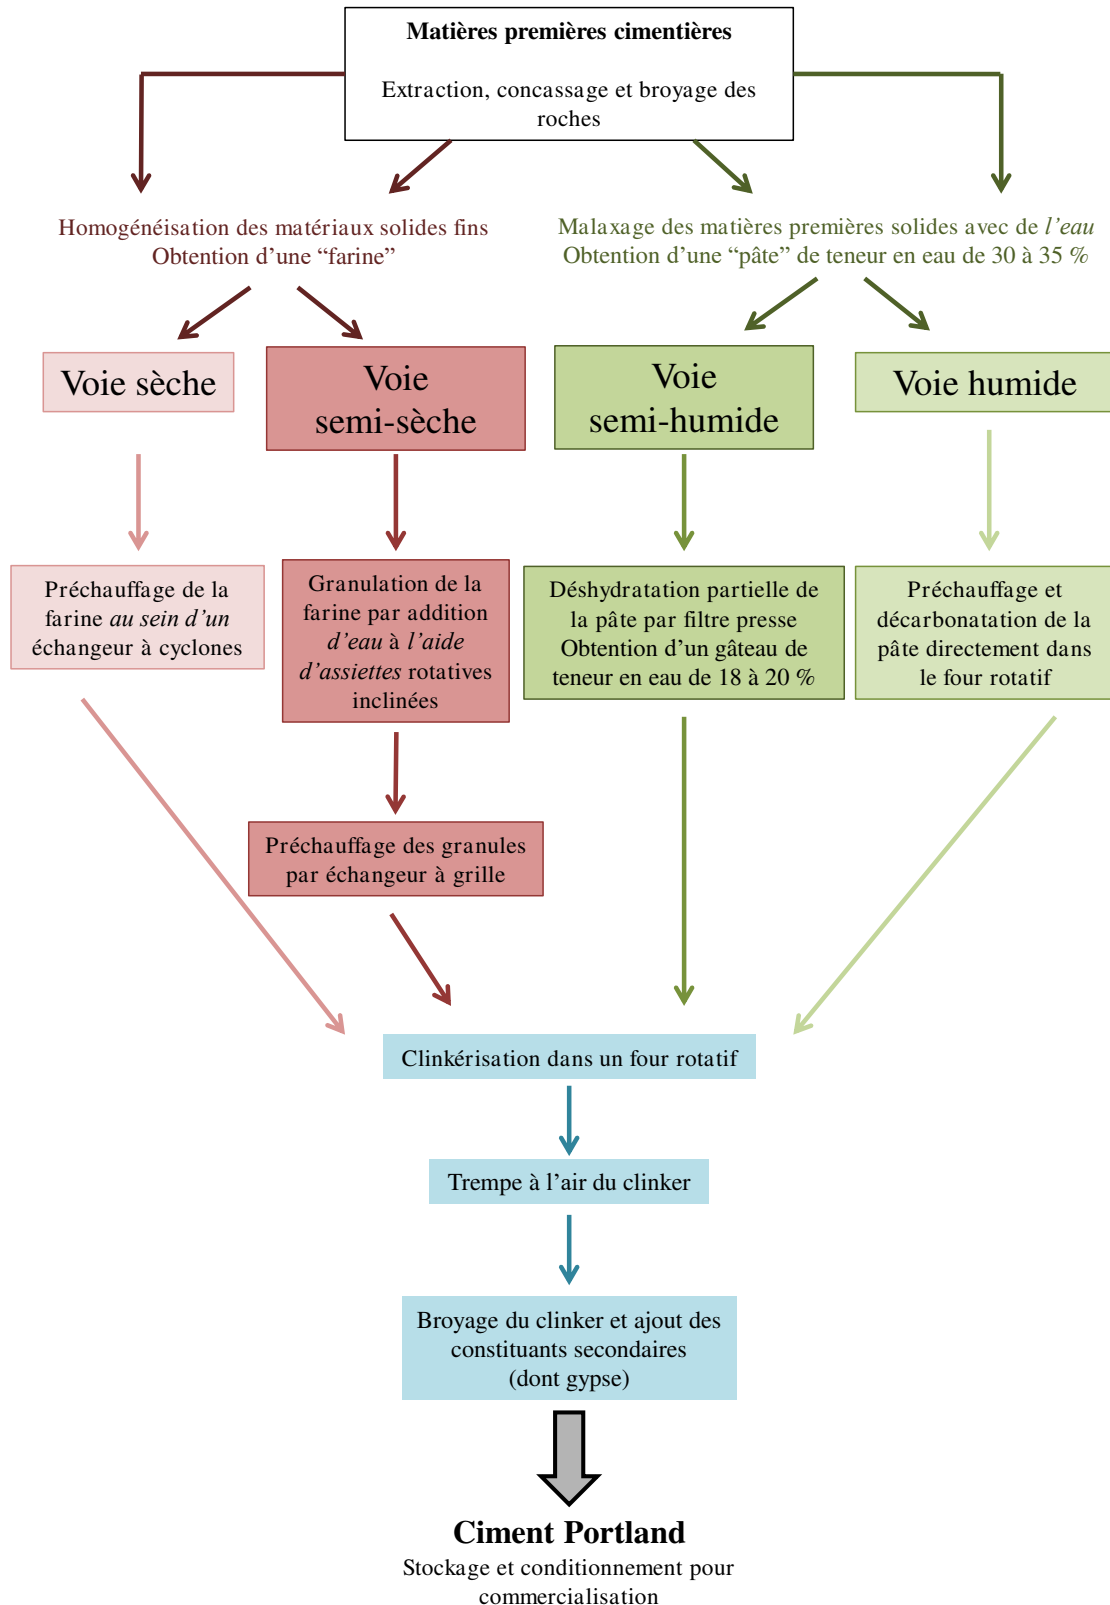 Matières premières cimentières
Extraction, concassage et broyage des
roches
Homogénéisation des matériaux solides fins
Obtention d’une “farine”
Malaxage des matières premières solides avec de l’eau
Obtention d’une “pâte” de teneur en eau de 30 à 35 %
Voie sèche
Voie
semi-sèche
Voie
semi-humide
Voie humide
Préchauffage de la
farine au sein d’un
échangeur à cyclones
Granulation de la
farine par addition
d’eau à l’aide
d’assiettes rotatives
inclinées
Déshydratation partielle de
la pâte par filtre presse
Obtention d’un gâteau de
teneur en eau de 18 à 20 %
Préchauffage et
décarbonatation de la
pâte directement dans
le four rotatif
Préchauffage des granules
par échangeur à grille
Clinkérisation dans un four rotatif
Trempe à l’air du clinker
Broyage du clinker et ajout des
constituants secondaires
(dont gypse)
Ciment Portland
Stockage et conditionnement pour
commercialisation